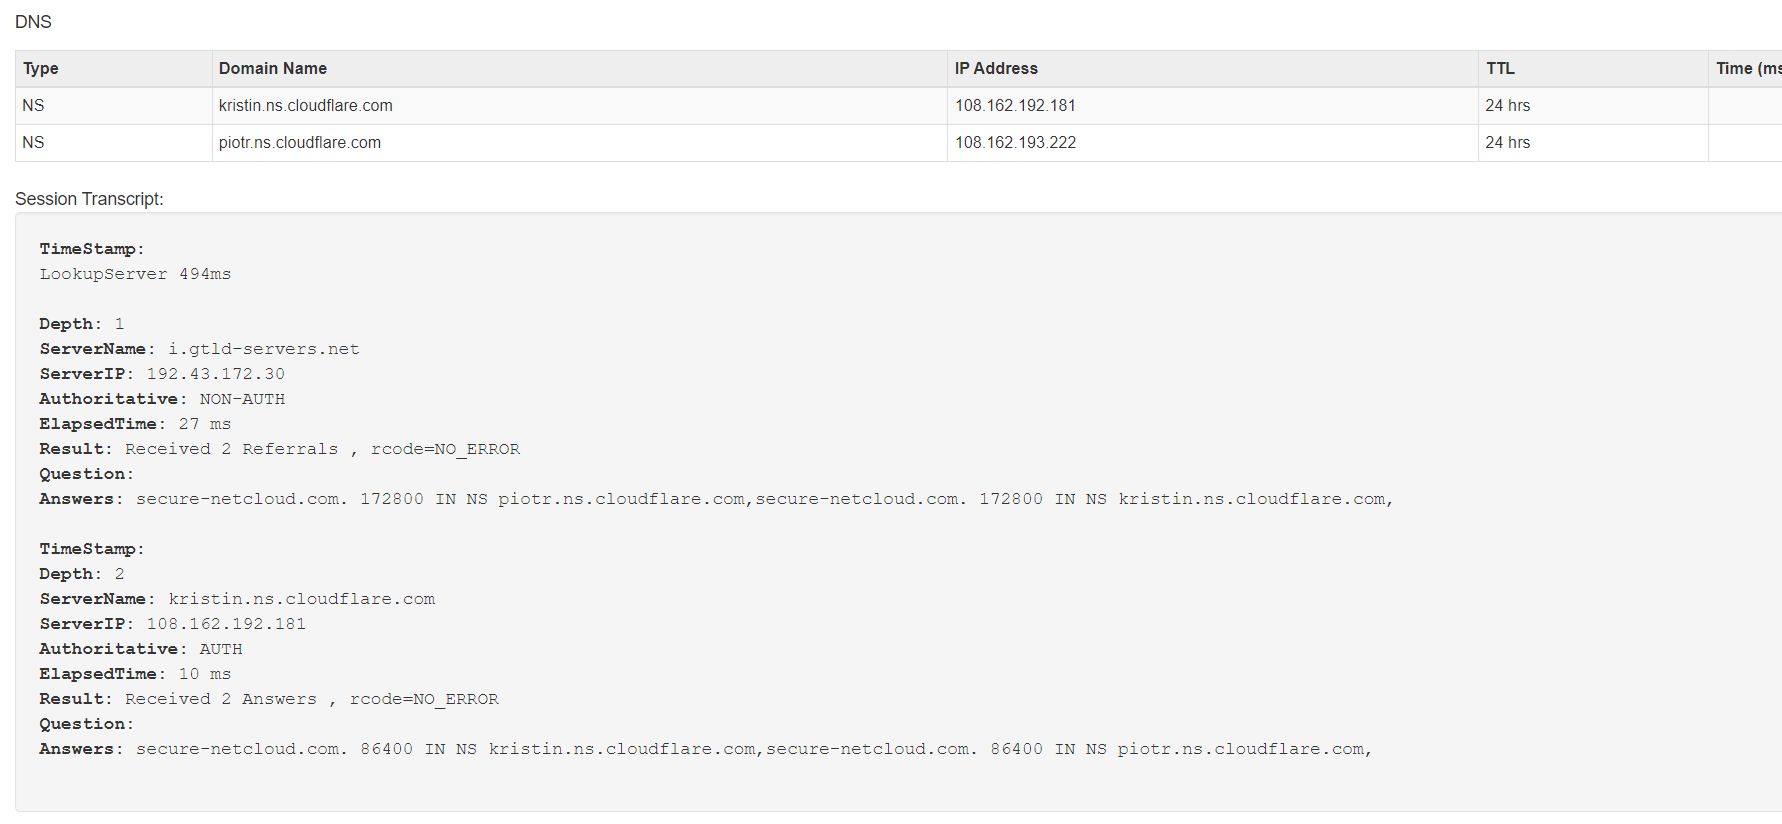 DNS
Type Domain Name IP Address TTL Time (ms
NS kristin.ns.cloudflare.com 108.162.192.181 24 hrs
NS piotr.ns.cloudflare.com 108.162.193.222 24 hrs
Session Transcript:
TimeStamp:
LookupServer 494ms
Depth: 1
ServerName: i.gtld-servers.net
ServerIP: 192.43.172.30
Authoritative: NON-AUTH
ElapsedTime: 27 ms
Result: Received 2 Referrals , rcode=NO_ERROR
Question:
Answers: secure-netcloud.com. 172800 IN NS piotr.ns.cloudflare.com,secure-netcloud.com. 172800 IN NS kristin.ns.cloudflare.com,
TimeStamp:
Depth: 2
ServerName: kristin.ns.cloudflare.com
ServerIP: 108.162.192.181
Authoritative: AUTH
ElapsedTime: 10 ms
Result: Received 2 Answers , rcode=NO_ERROR
Question:
Answers: secure-netcloud.com. 86400 IN NS kristin.ns.cloudflare.com,secure-netcloud.com. 86400 IN NS piotr.ns.cloudflare.com,